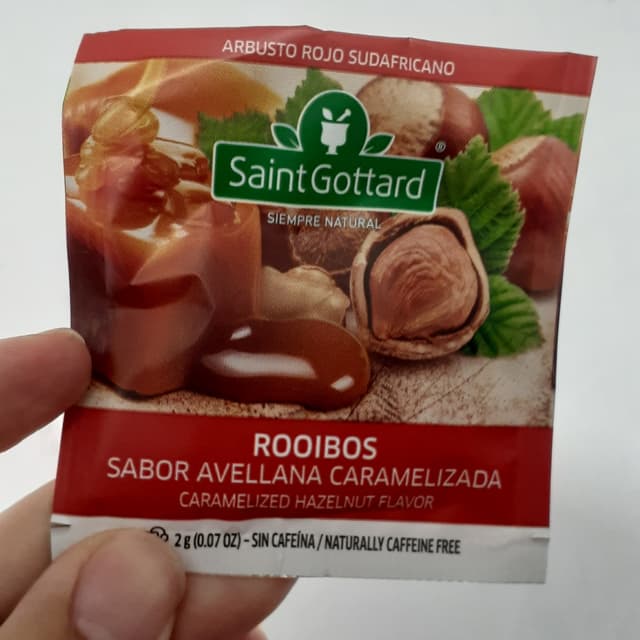 ARBUSTO ROJO SUDAFRICANO
SaintGottard®
SIEMPRE NATURAL
ROOIBOS
SABOR AVELLANA CARAMELIZADA
CARAMELIZED HAZELNUT FLAVOR
2 g (0.07 OZ) – SIN CAFEÍNA / NATURALLY CAFFEINE FREE